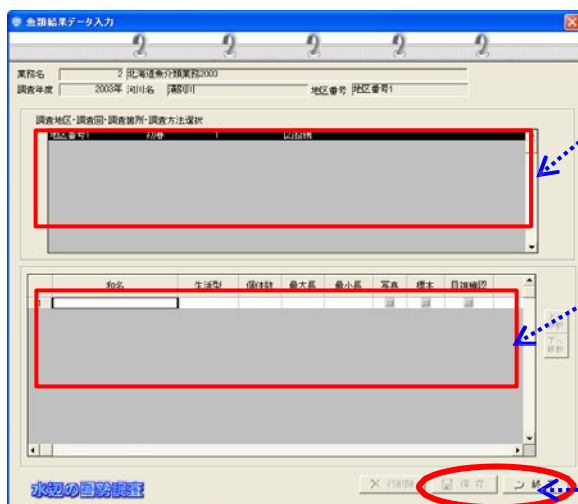 魚類結果データ入力
業務名 2 北海道魚介類業務2003
調査年度 2003年 河川名 地区番号 地区番号1
調査地区・調査回・調査箇所・調査方法選択
地区番号1 初春 1
和名 生活型 個体数 最大長 最小長 写真 標本 目視確認
1
下へ移動
水辺の国勢調査 行削除 保存 終